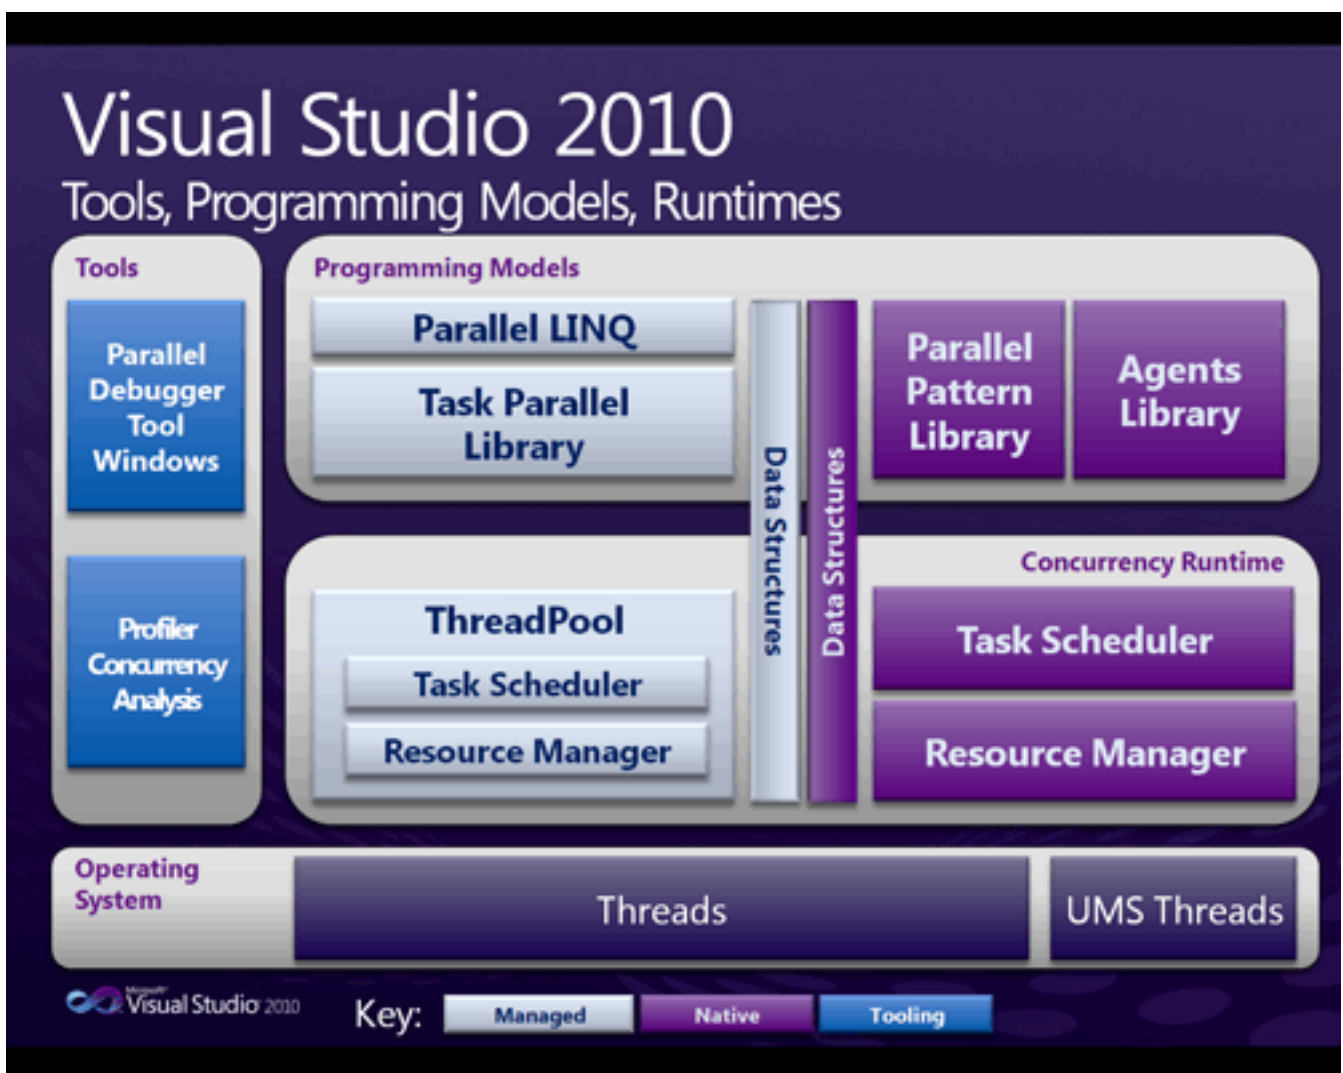 Visual Studio 2010
Tools, Programming Models, Runtimes
Tools
Parallel
Debugger
Tool
Windows
Profiler
Concurrency
Analysis
Programming Models
Parallel LINQ
Task Parallel
Library
Data Structures
Data Structures
Parallel
Pattern
Library
Agents
Library
Concurrency Runtime
ThreadPool
Task Scheduler
Resource Manager
Task Scheduler
Resource Manager
Operating
System
Threads
UMS Threads
Microsoft
Visual Studio 2010
Key:
Managed
Native
Tooling